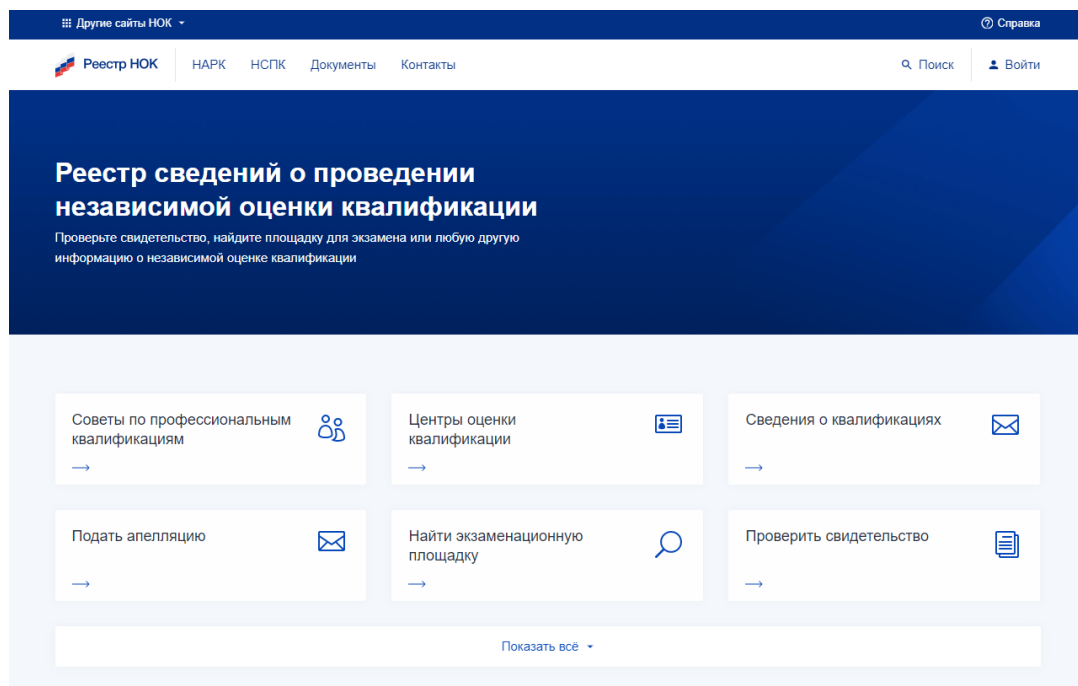 Другие сайты НОК
Справка
Реестр НОК
НАРК
НСПК
Документы
Контакты
Поиск
Войти
Реестр сведений о проведении
независимой оценки квалификации
Проверьте свидетельство, найдите площадку для экзамена или любую другую
информацию о независимой оценке квалификации
Советы по профессиональным
квалификациям
Центры оценки
квалификации
Сведения о квалификациях
Подать апелляцию
Найти экзаменационную
площадку
Проверить свидетельство
Показать всё